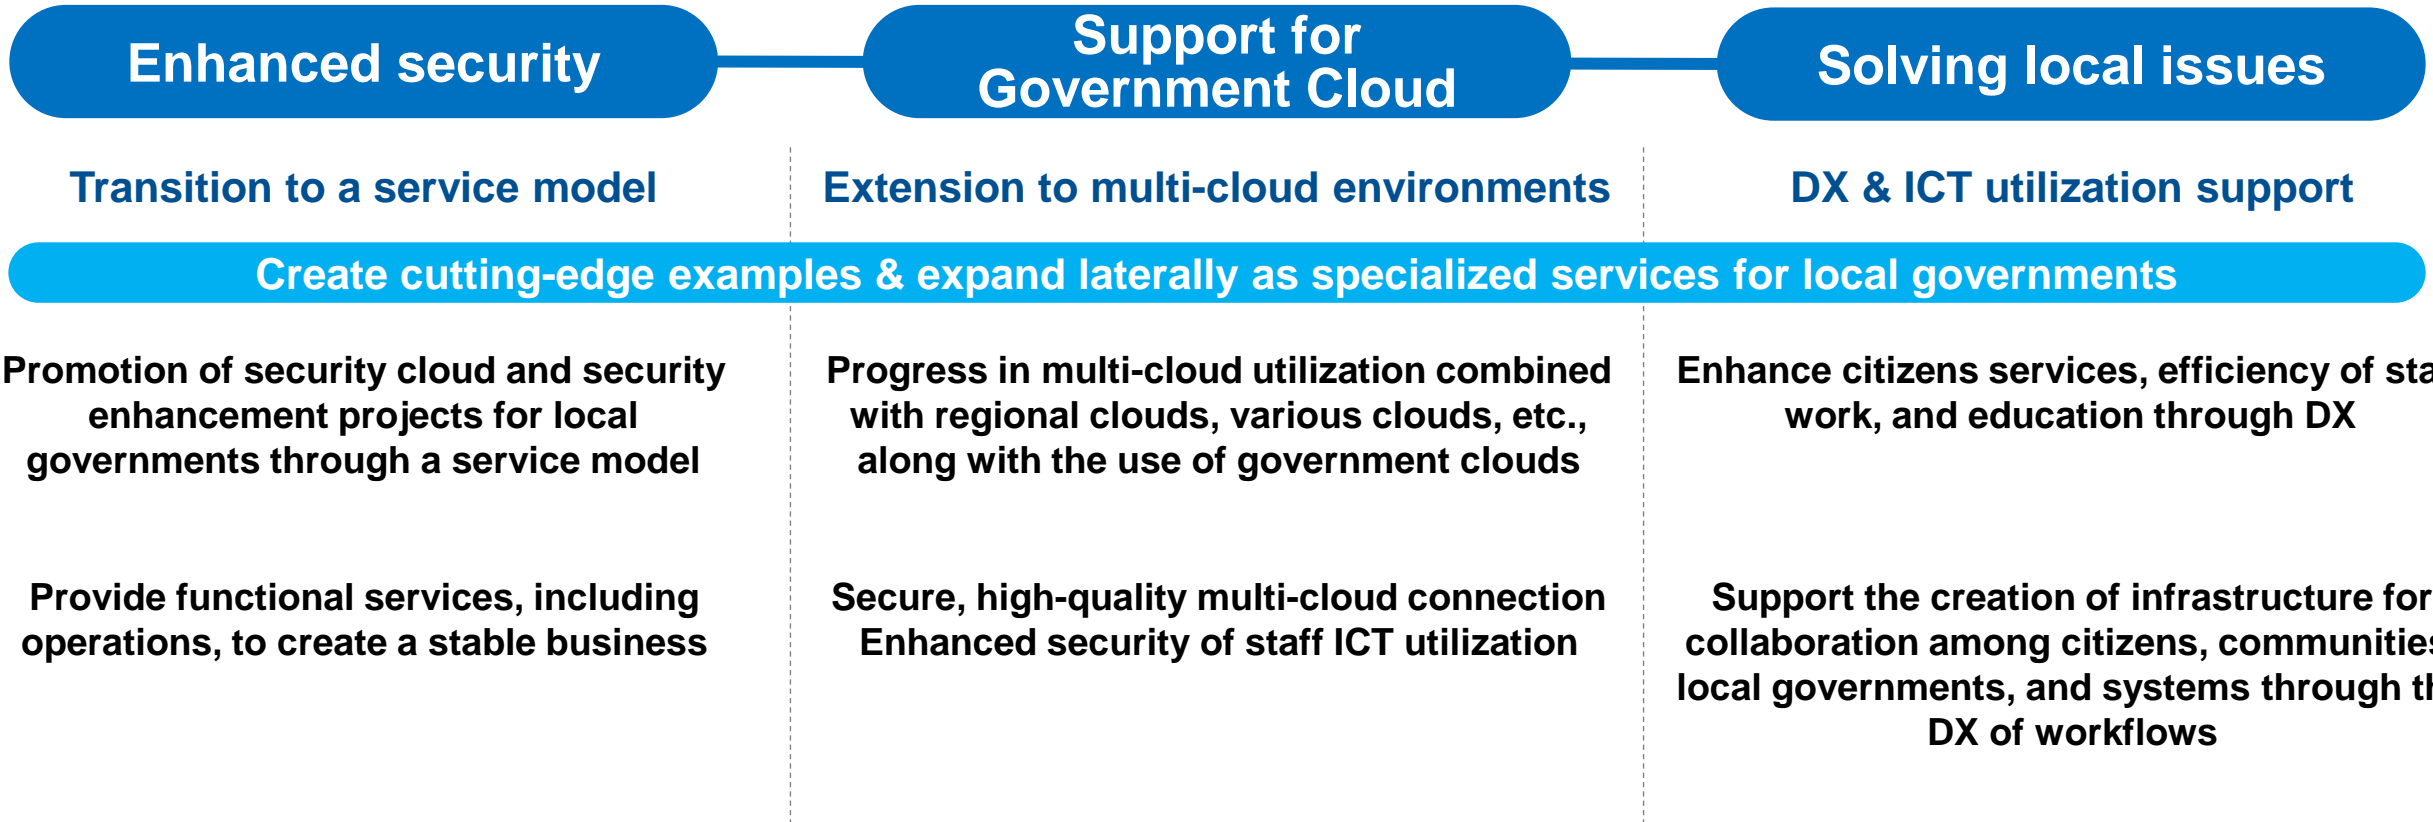 Enhanced security
Support for
Government Cloud
Solving local issues
Transition to a service model
Extension to multi-cloud environments
DX & ICT utilization support
Create cutting-edge examples & expand laterally as specialized services for local governments
Promotion of security cloud and security
enhancement projects for local
governments through a service model
Progress in multi-cloud utilization combined
with regional clouds, various clouds, etc.,
along with the use of government clouds
Enhance citizens services, efficiency of
work, and education through DX
Provide functional services, including
operations, to create a stable business
Secure, high-quality multi-cloud connection
Enhanced security of staff ICT utilization
Support the creation of infrastructure for
collaboration among citizens, communities
local governments, and systems through
DX of workflows